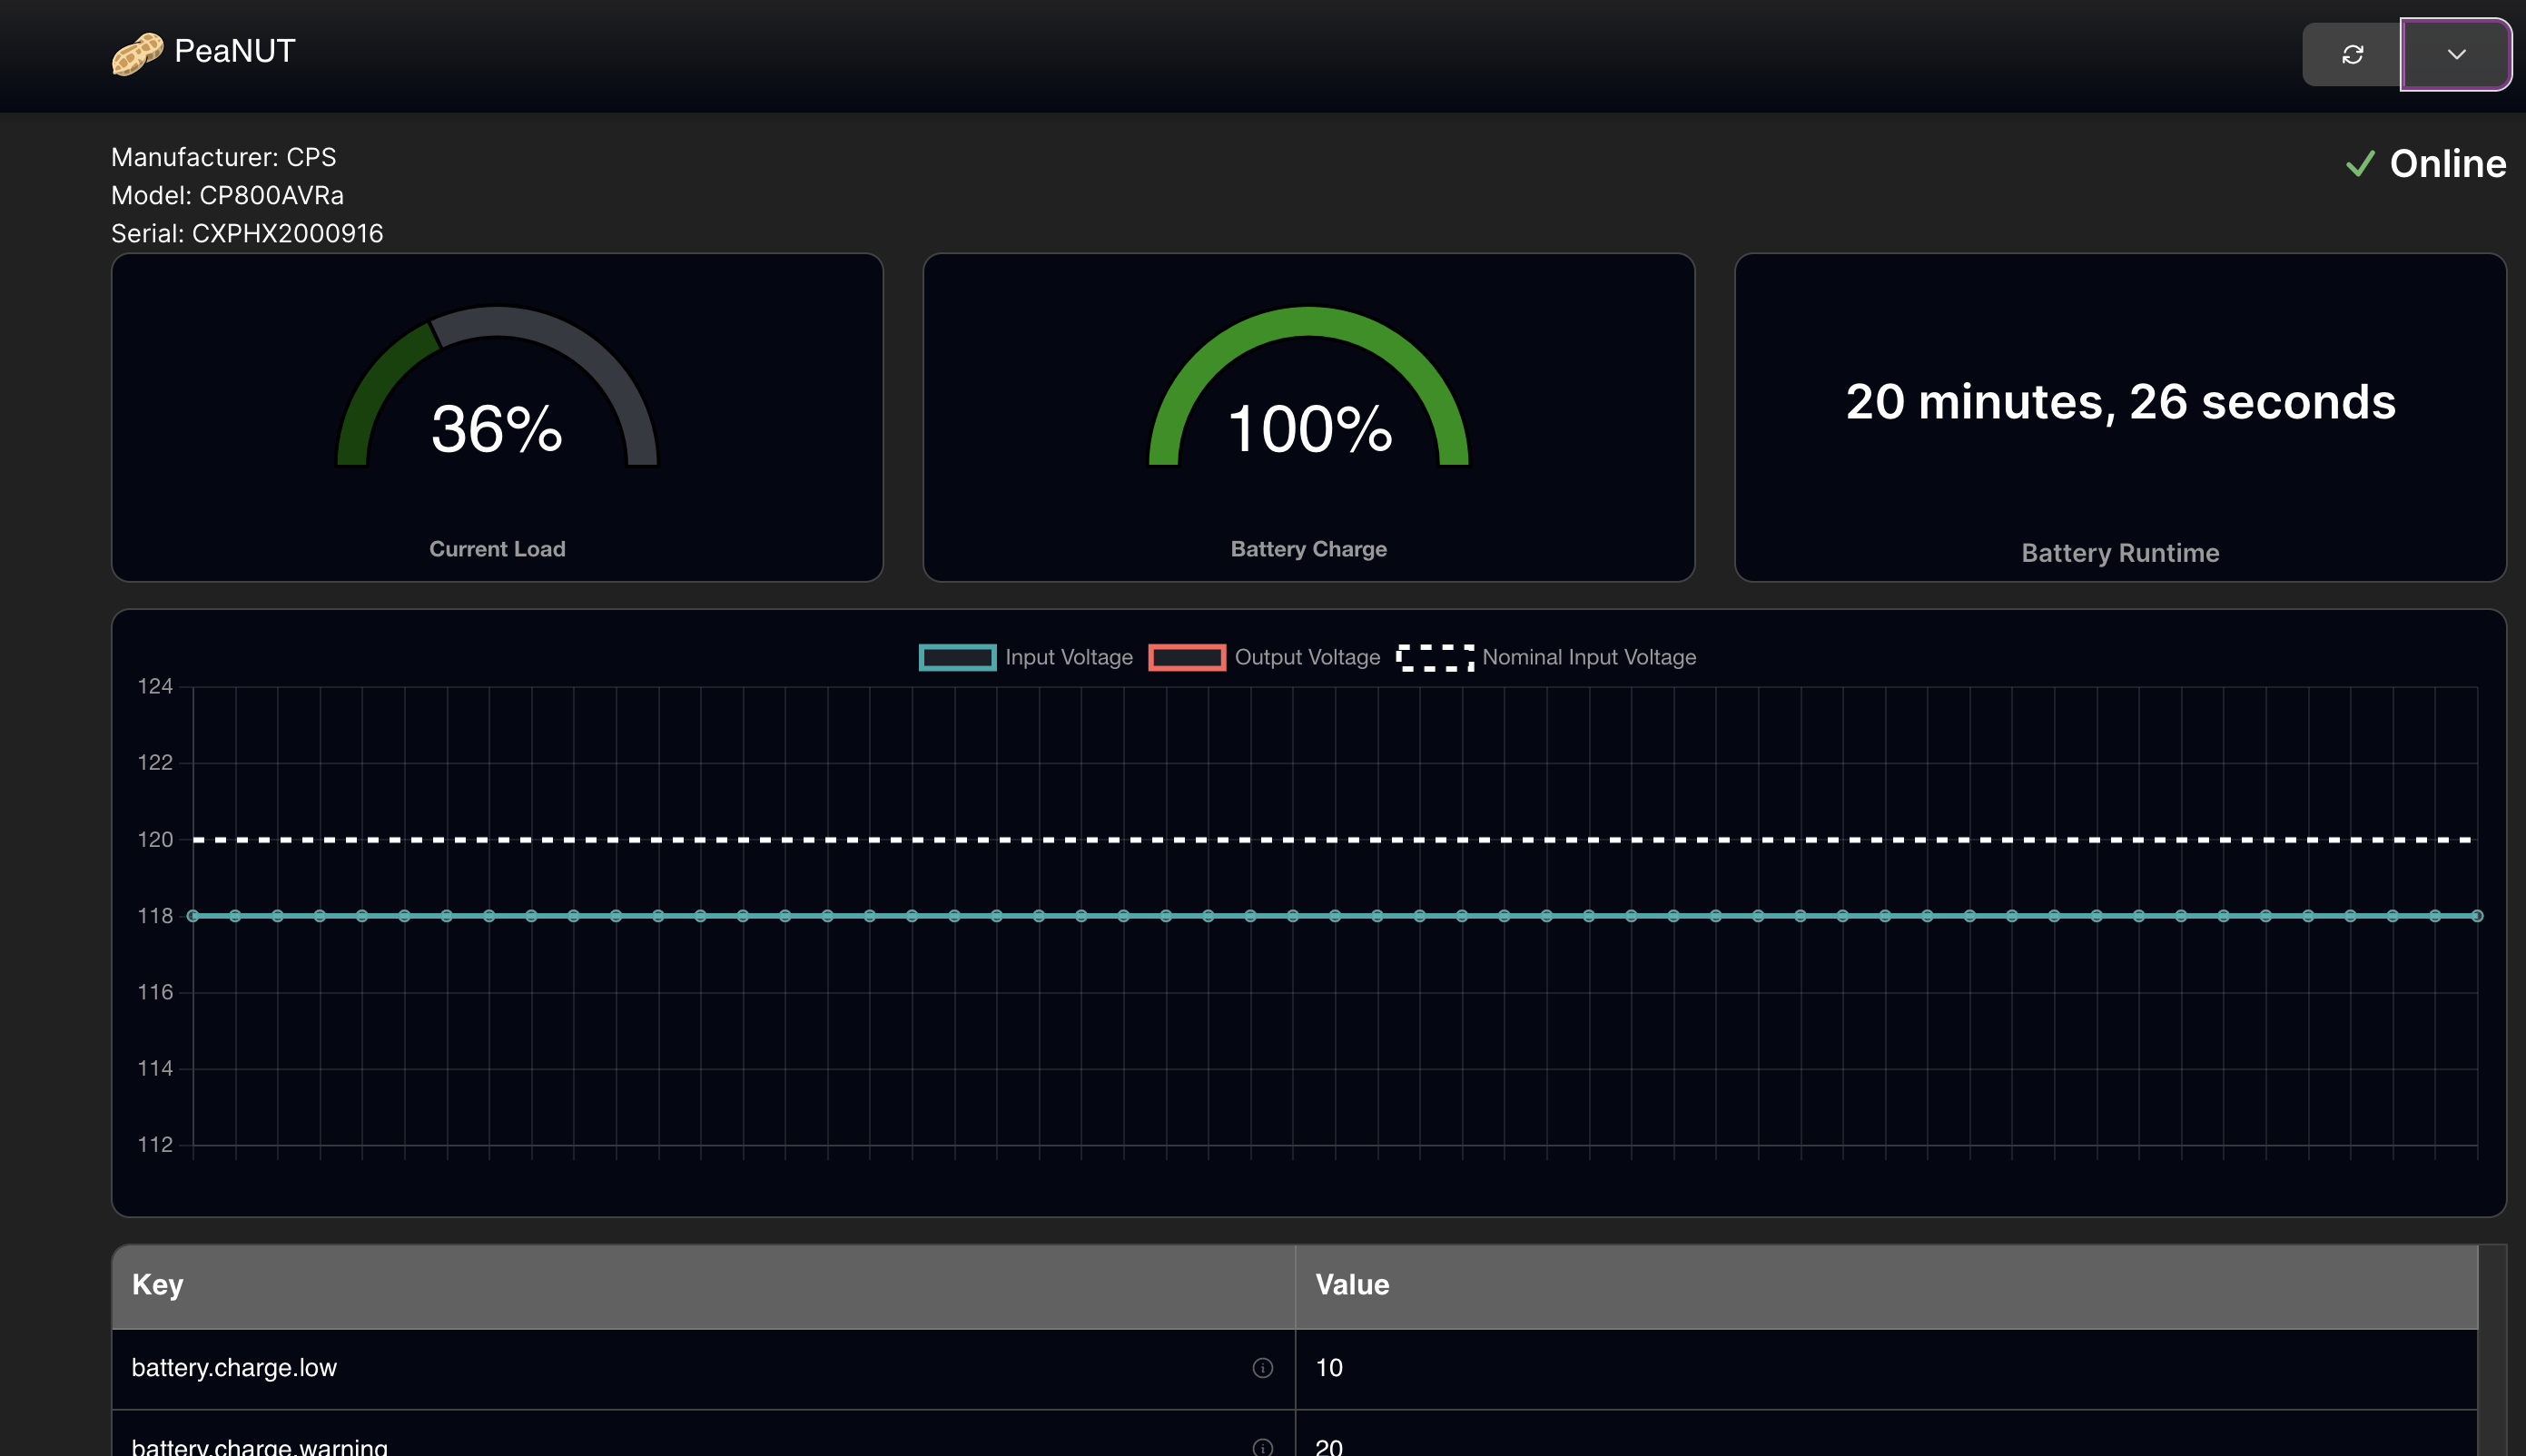 PeaNUT
Manufacturer: CPS
Model: CP800AVRa
Serial: CXPHX2000916
Online
36%
Current Load
100%
Battery Charge
20 minutes, 26 seconds
Battery Runtime
Input Voltage Output Voltage Nominal Input Voltage
124
122
120
118
116
114
112
Key Value
battery.charge.low 10
battery.charge.warning 20